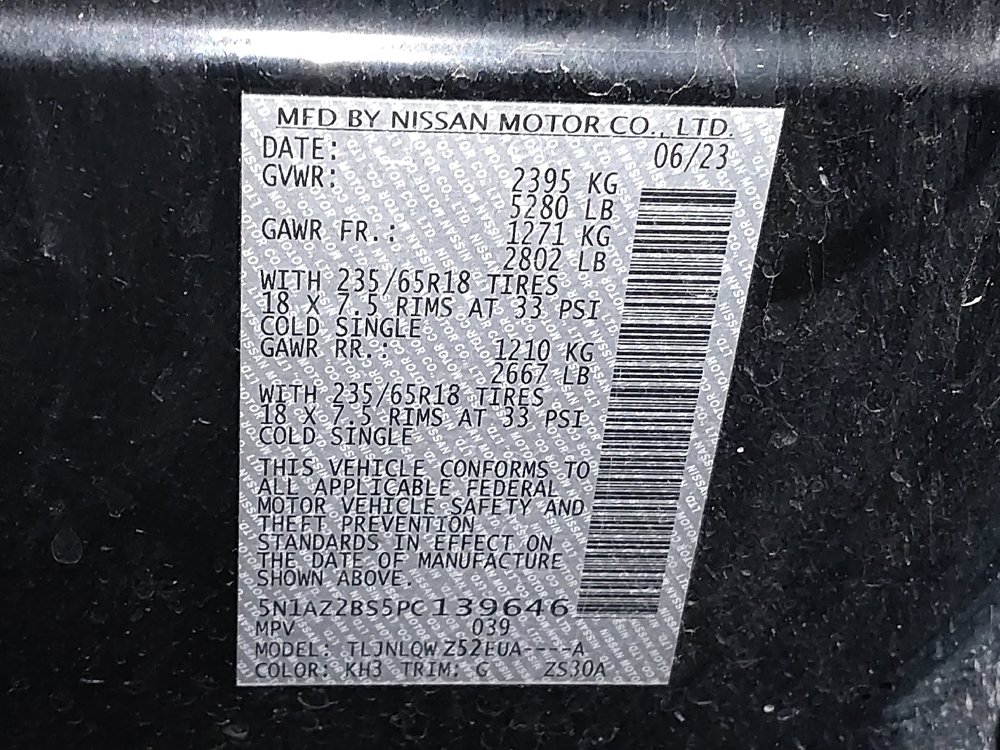 MFD BY NISSAN MOTOR CO., LTD.
DATE: 06/23
GVWR: 2395 KG
5280 LB
GAWR FR.: 1271 KG
2802 LB
WITH 235/65R18 TIRES
18 X 7.5 RIMS AT 33 PSI
COLD SINGLE
GAWR RR.: 1210 KG
2667 LB
WITH 235/65R18 TIRES
18 X 7.5 RIMS AT 33 PSI
COLD SINGLE
THIS VEHICLE CONFORMS TO
ALL APPLICABLE FEDERAL
MOTOR VEHICLE SAFETY AND
THEFT PREVENTION
STANDARDS IN EFFECT ON
THE DATE OF MANUFACTURE
SHOWN ABOVE.
5N1AZ2BS5PC139646
MPV 039
MODEL: TLJNLQW Z52EUA----A
COLOR: KH3 TRIM: G ZS30A